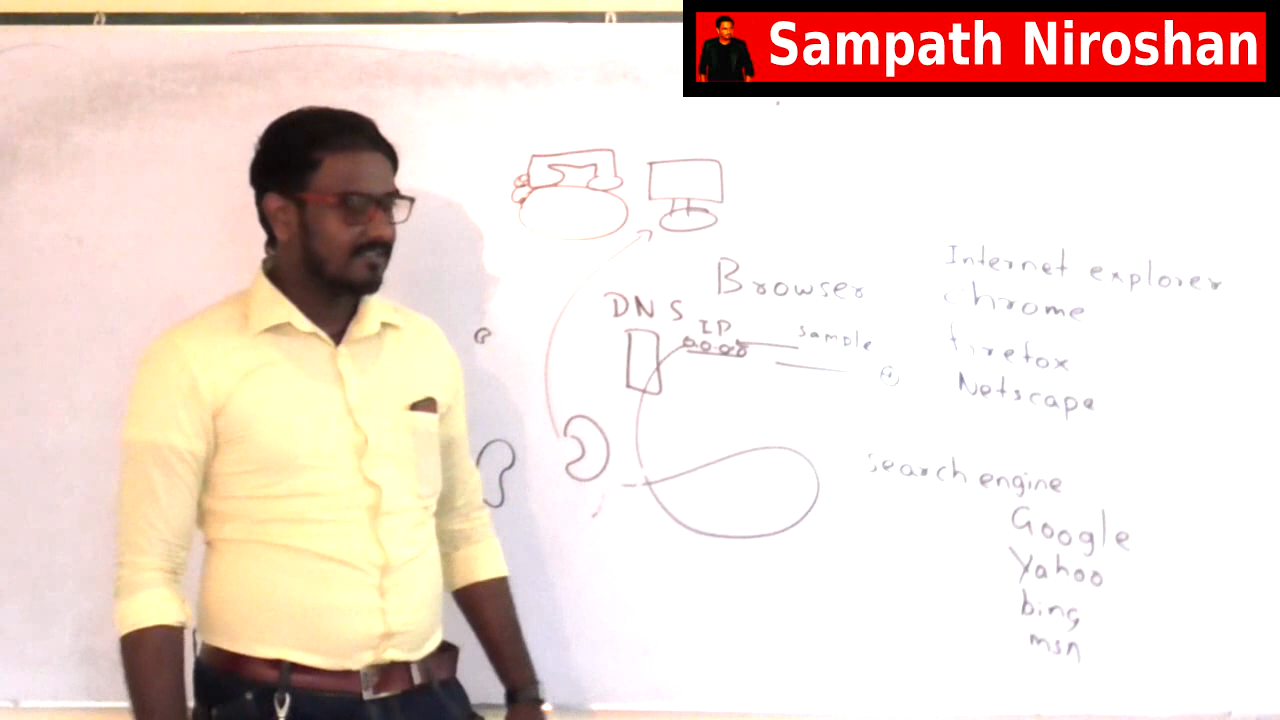 Sampath Niroshan
Browser
DNS
IP
sample
Internet explorer
chrome
firefox
Netscape
search engine
Google
Yahoo
bing
msn